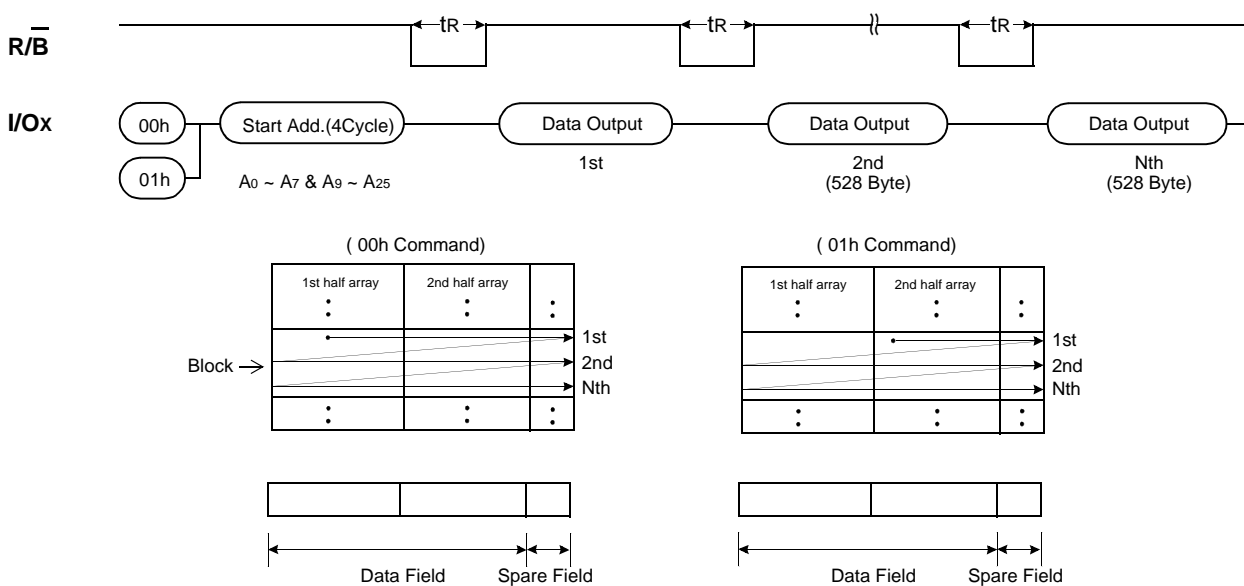 tR tR tR
R/B
I/Ox 00h Start Add.(4Cycle) Data Output Data Output Data Output
01h
A0 ~ A7 & A9 ~ A25 1st 2nd Nth
(528 Byte) (528 Byte)
( 00h Command) ( 01h Command)
1st half array 2nd half array 1st half array 2nd half array
1st 1st
Block 2nd 2nd
Nth Nth
Data Field Spare Field Data Field Spare Field